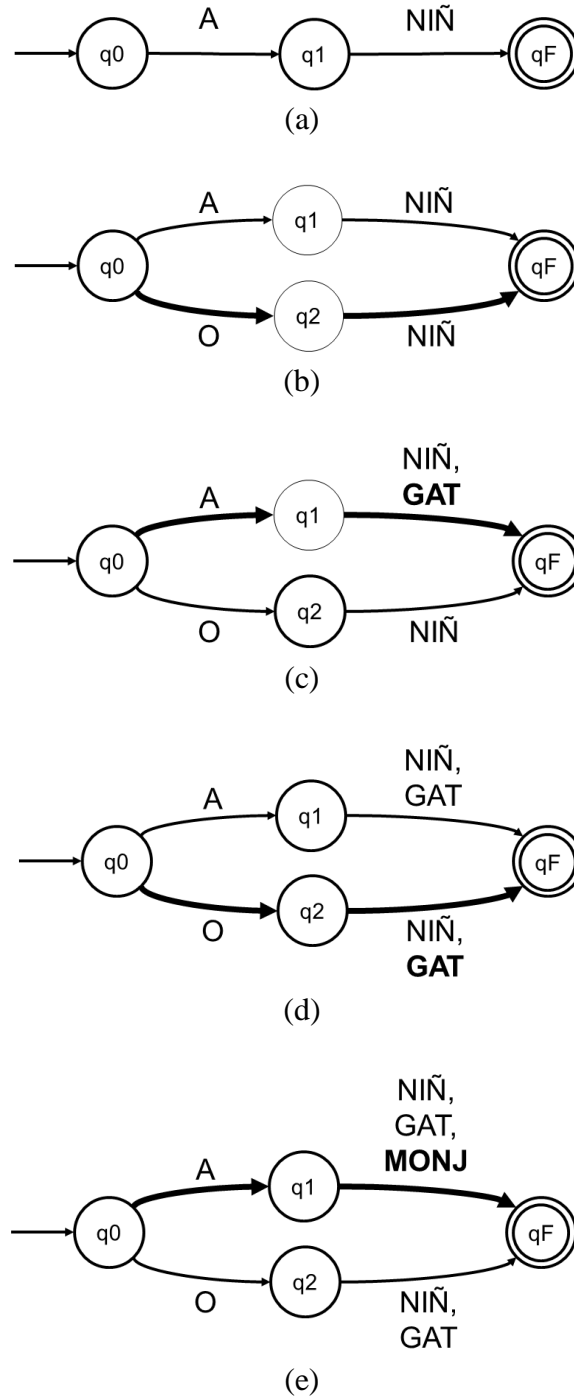 A NIÑ
q0 q1 qF
(a)
A NIÑ
q1
q0 qF
q2
O NIÑ
(b)
NIÑ,
A GAT
q1
q0 qF
q2
O NIÑ
(c)
NIÑ,
A GAT
q1
q0 qF
q2
O NIÑ,
GAT
(d)
NIÑ,
GAT,
A MONJ
q1
q0 qF
q2
O NIÑ,
GAT
(e)